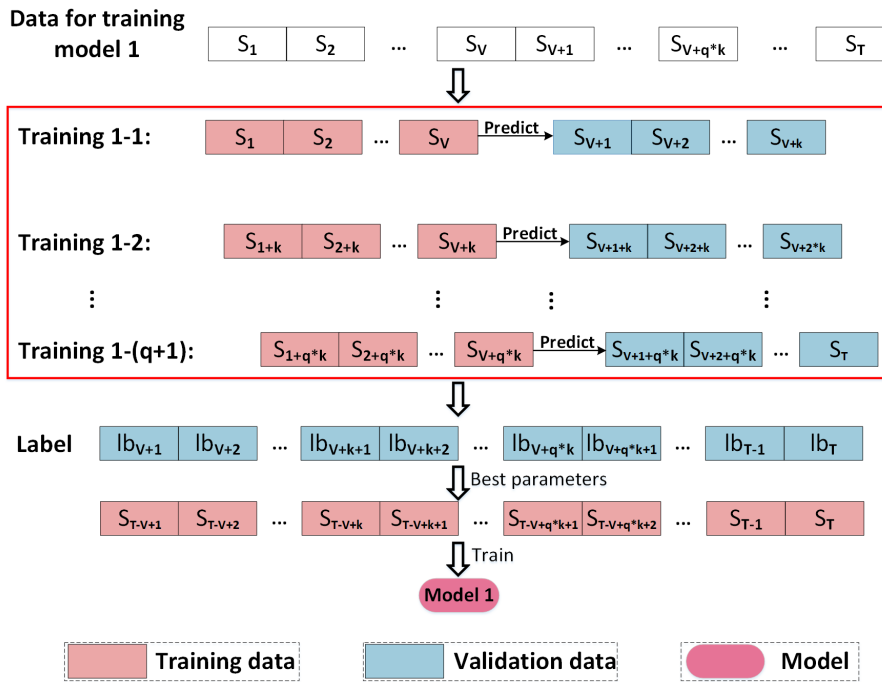 Data for training
model 1
S1 S2 ... SV SV+1 ... SV+q*k ... ST
Training 1-1: S1 S2 ... SV Predict SV+1 SV+2 ... SV+k
Training 1-2: S1+k S2+k ... SV+k Predict SV+1+k SV+2+k ... SV+2*k
⋮ ⋮ ⋮ ⋮
Training 1-(q+1): S1+q*k S2+q*k ... SV+q*k Predict SV+1+q*k SV+2+q*k ... ST
Label lbV+1 lbV+2 ... lbV+k+1 lbV+k+2 ... lbV+q*k lbV+q*k+1 ... lbT-1 lbT
Best parameters
ST-V+1 ST-V+2 ... ST-V+k ST-V+k+1 ... ST-V+q*k+1 ST-V+q*k+2 ... ST-1 ST
Train
Model 1
Training data Validation data Model